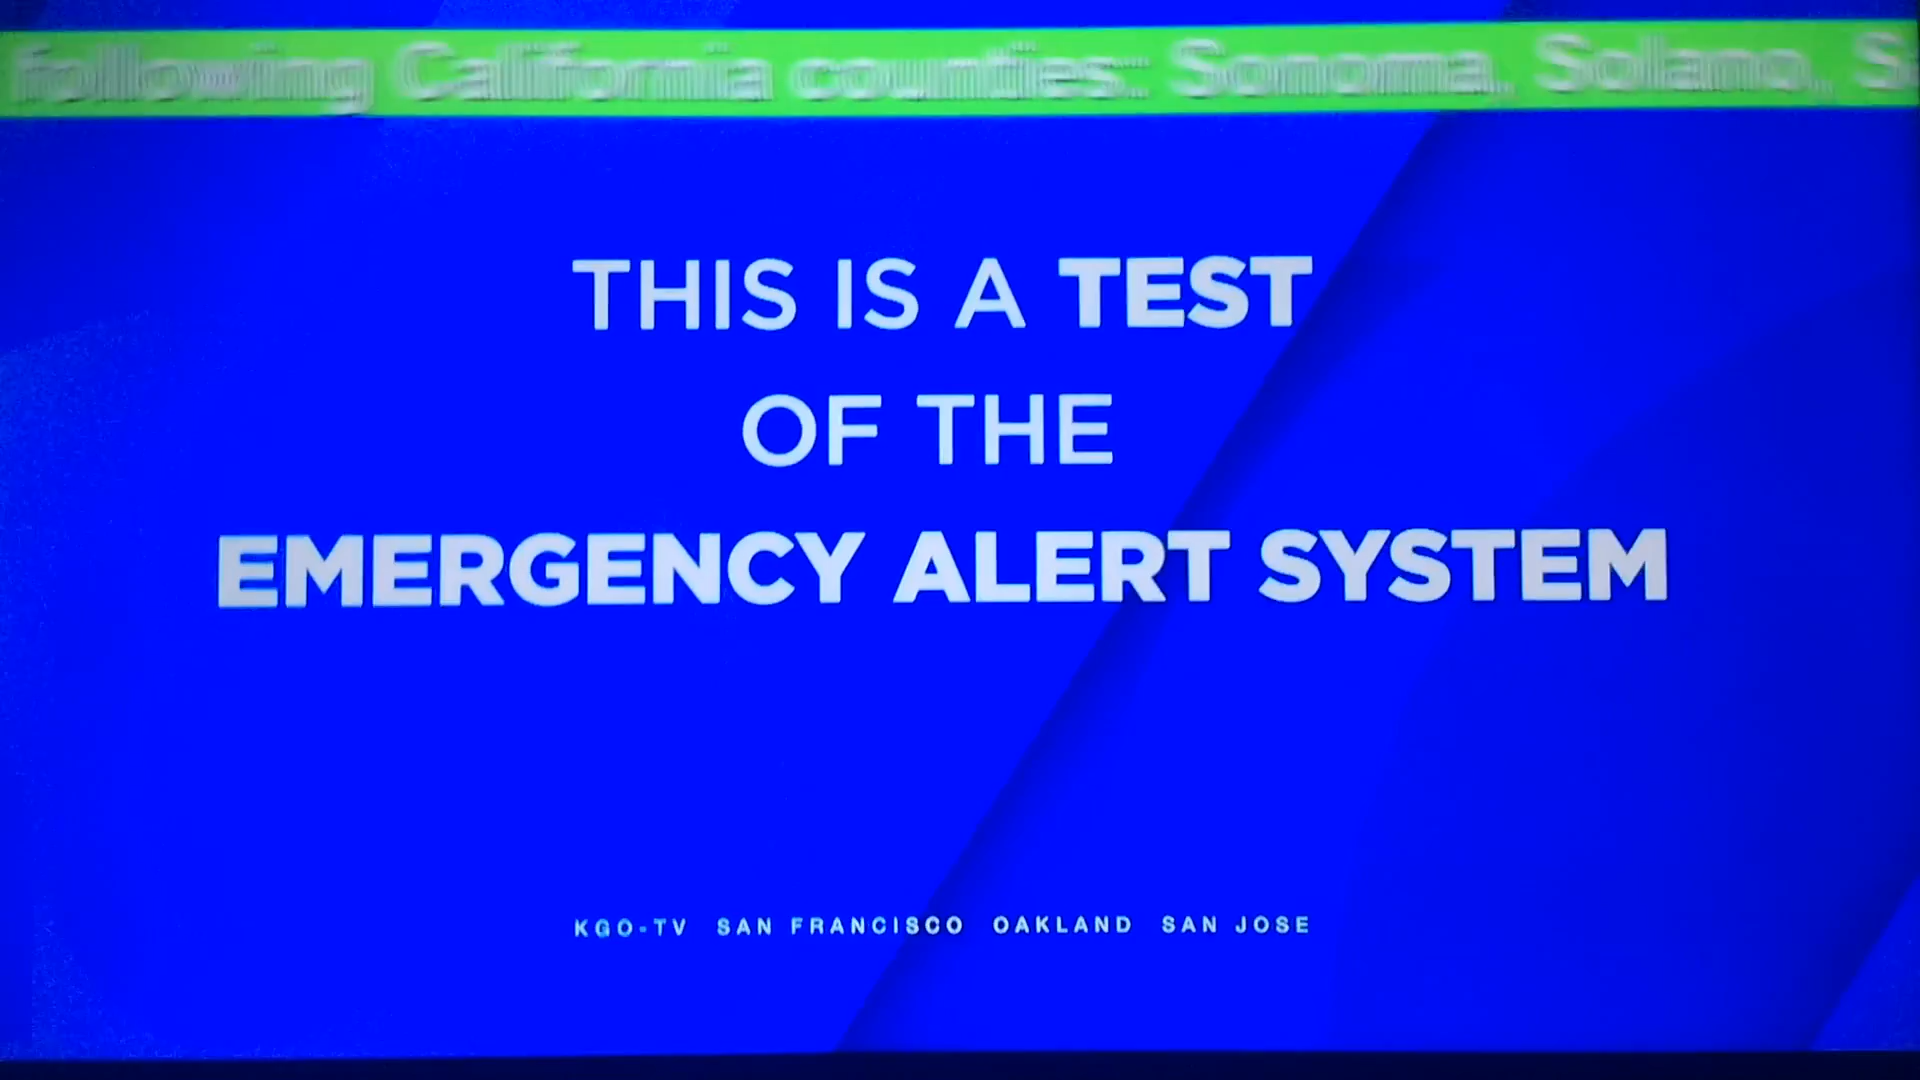 following California counties: Sonoma, Solano, S
THIS IS A TEST
OF THE
EMERGENCY ALERT SYSTEM
KGO-TV SAN FRANCISCO OAKLAND SAN JOSE